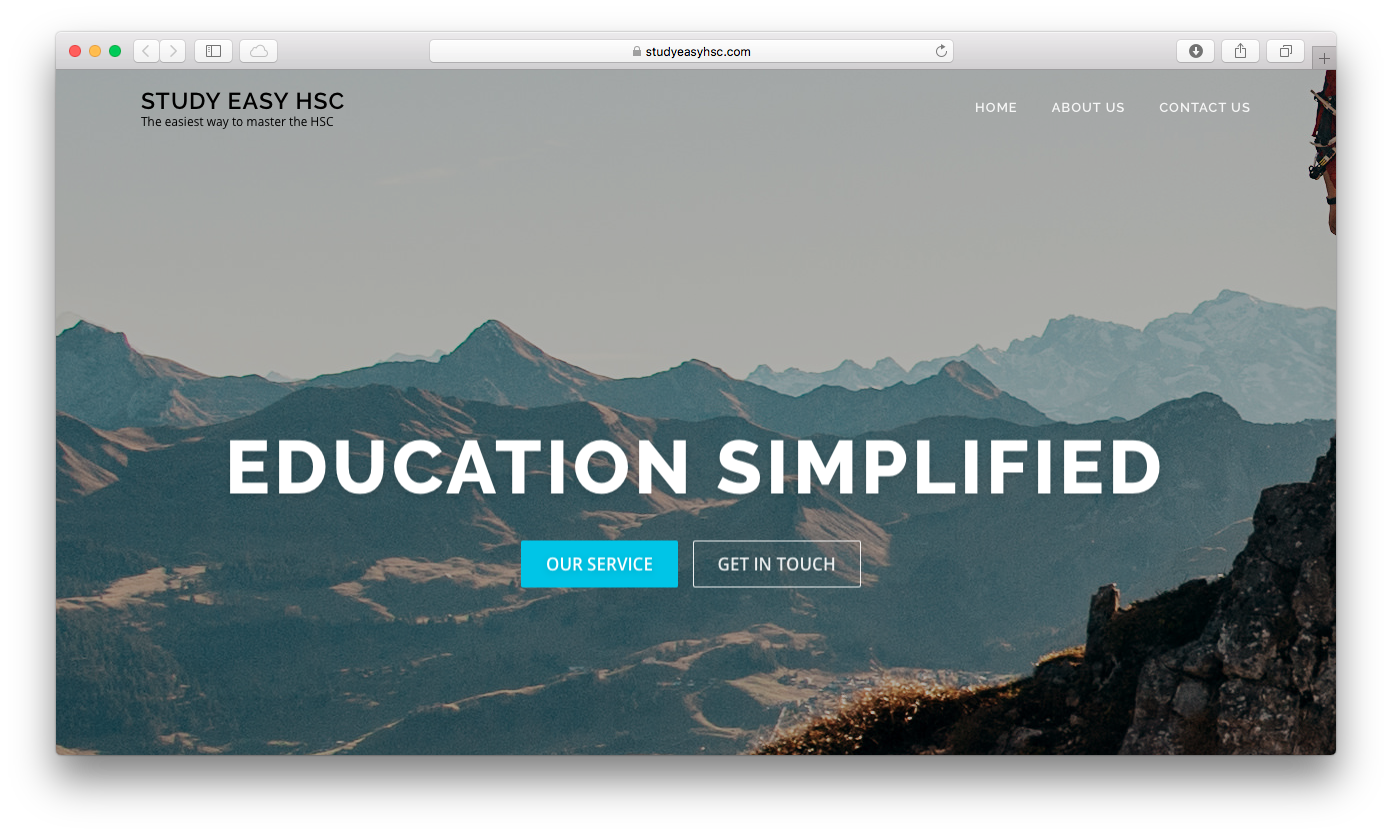 studyeasyhsc.com
STUDY EASY HSC
The easiest way to master the HSC
HOME ABOUT US CONTACT US
EDUCATION SIMPLIFIED
OUR SERVICE GET IN TOUCH